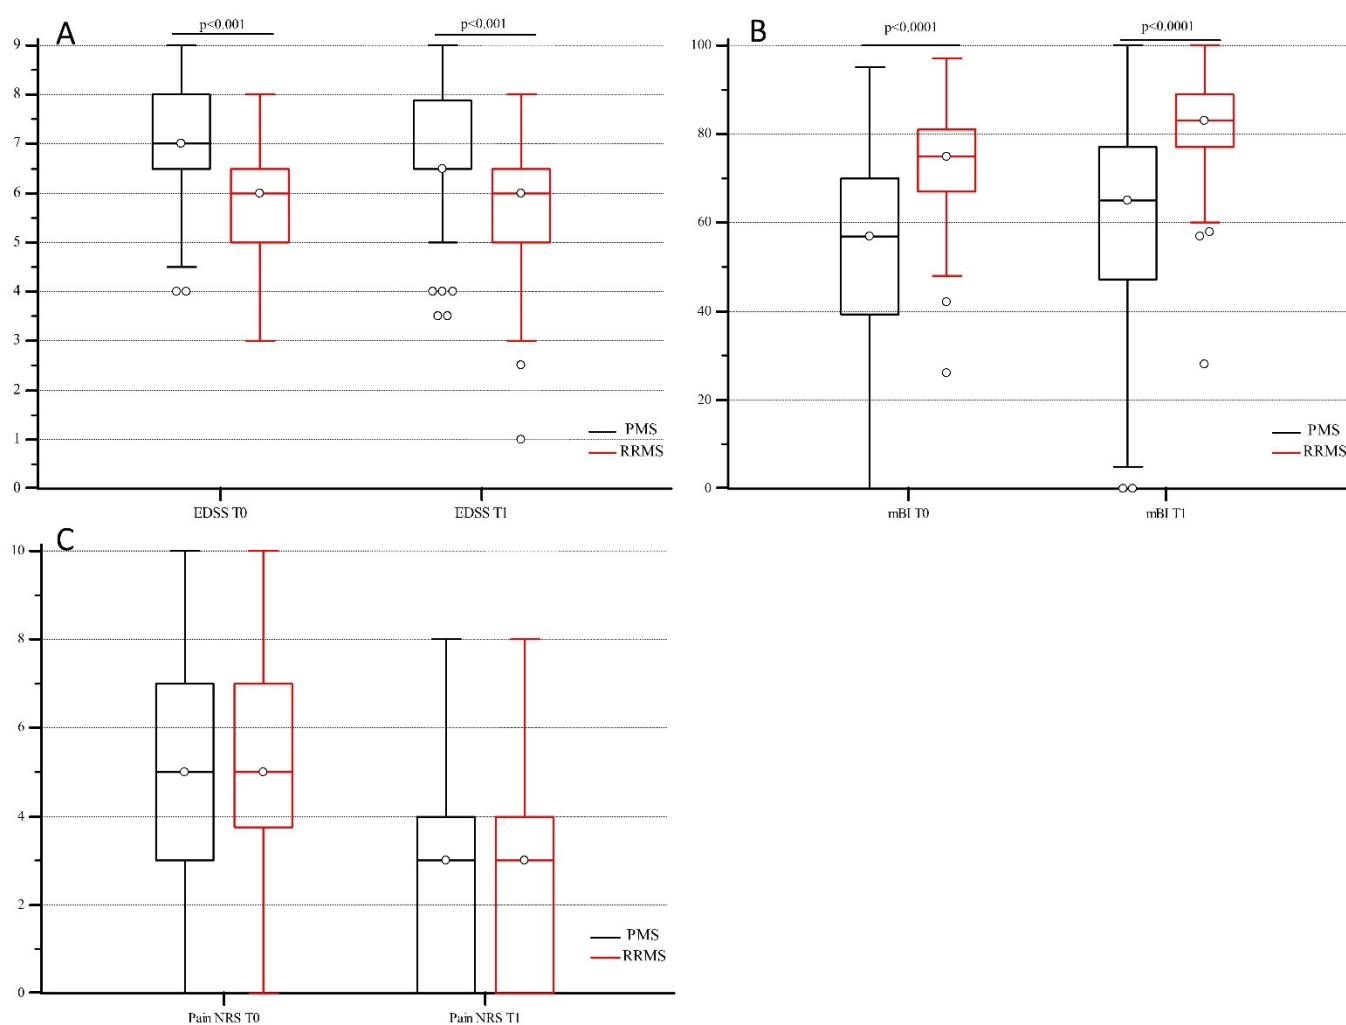 A
p<0.001
p<0.001
9
8
7
6
5
4
3
2
1
0
PMS
RRMS
EDSS T0
EDSS T1
B
p<0.0001
p<0.0001
100
80
60
40
20
0
PMS
RRMS
mBI T0
mBI T1
C
10
8
6
4
2
0
PMS
RRMS
Pain NRS T0
Pain NRS T1